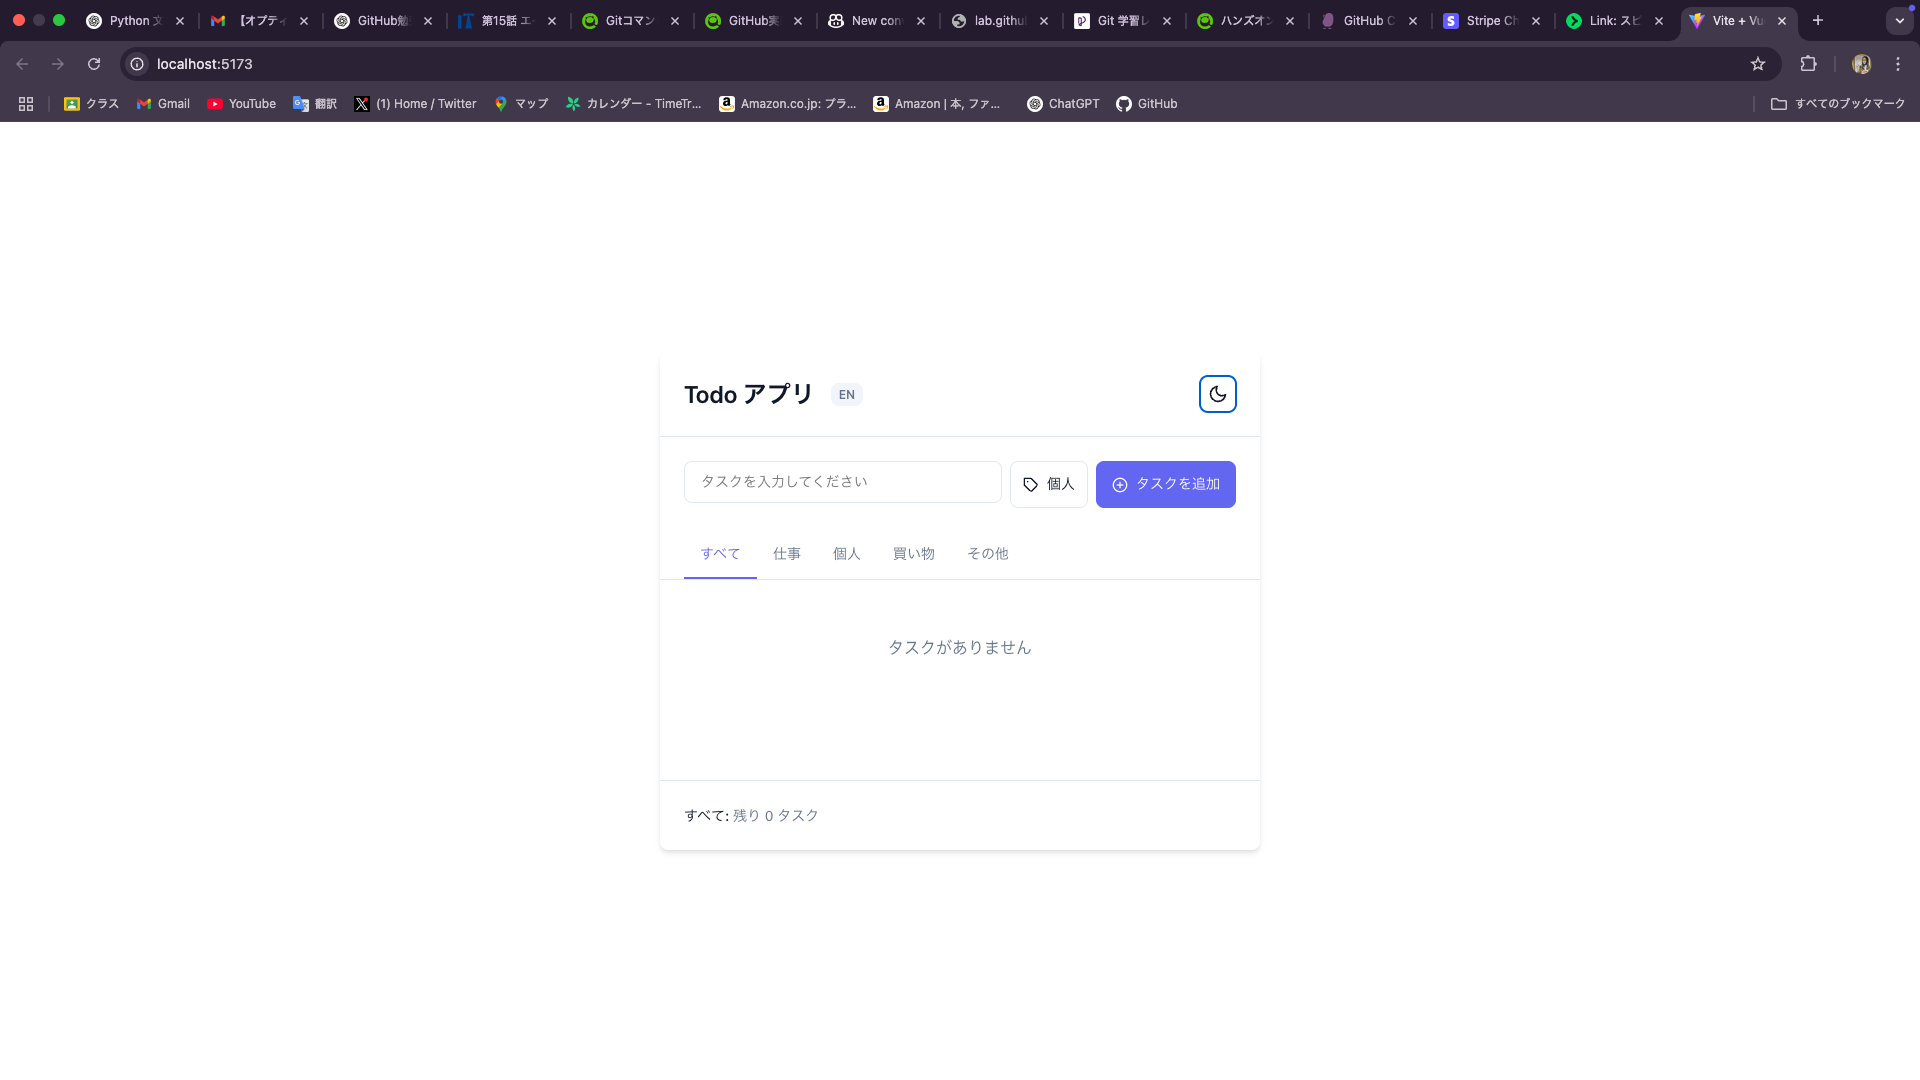 Python 文
【オプティ
GitHub勉
第15話 エ
Gitコマン
GitHub実
New con
lab.githu
Git 学習レ
ハンズオン
GitHub C
Stripe Ch
Link: スピ
Vite + Vu
localhost:5173
クラス
Gmail
YouTube
翻訳
(1) Home / Twitter
マップ
カレンダー - TimeTr...
Amazon.co.jp: プラ...
Amazon | 本, ファ...
ChatGPT
GitHub
すべてのブックマーク
Todo アプリ
EN
タスクを入力してください
個人
タスクを追加
すべて
仕事
個人
買い物
その他
タスクがありません
すべて: 残り 0 タスク